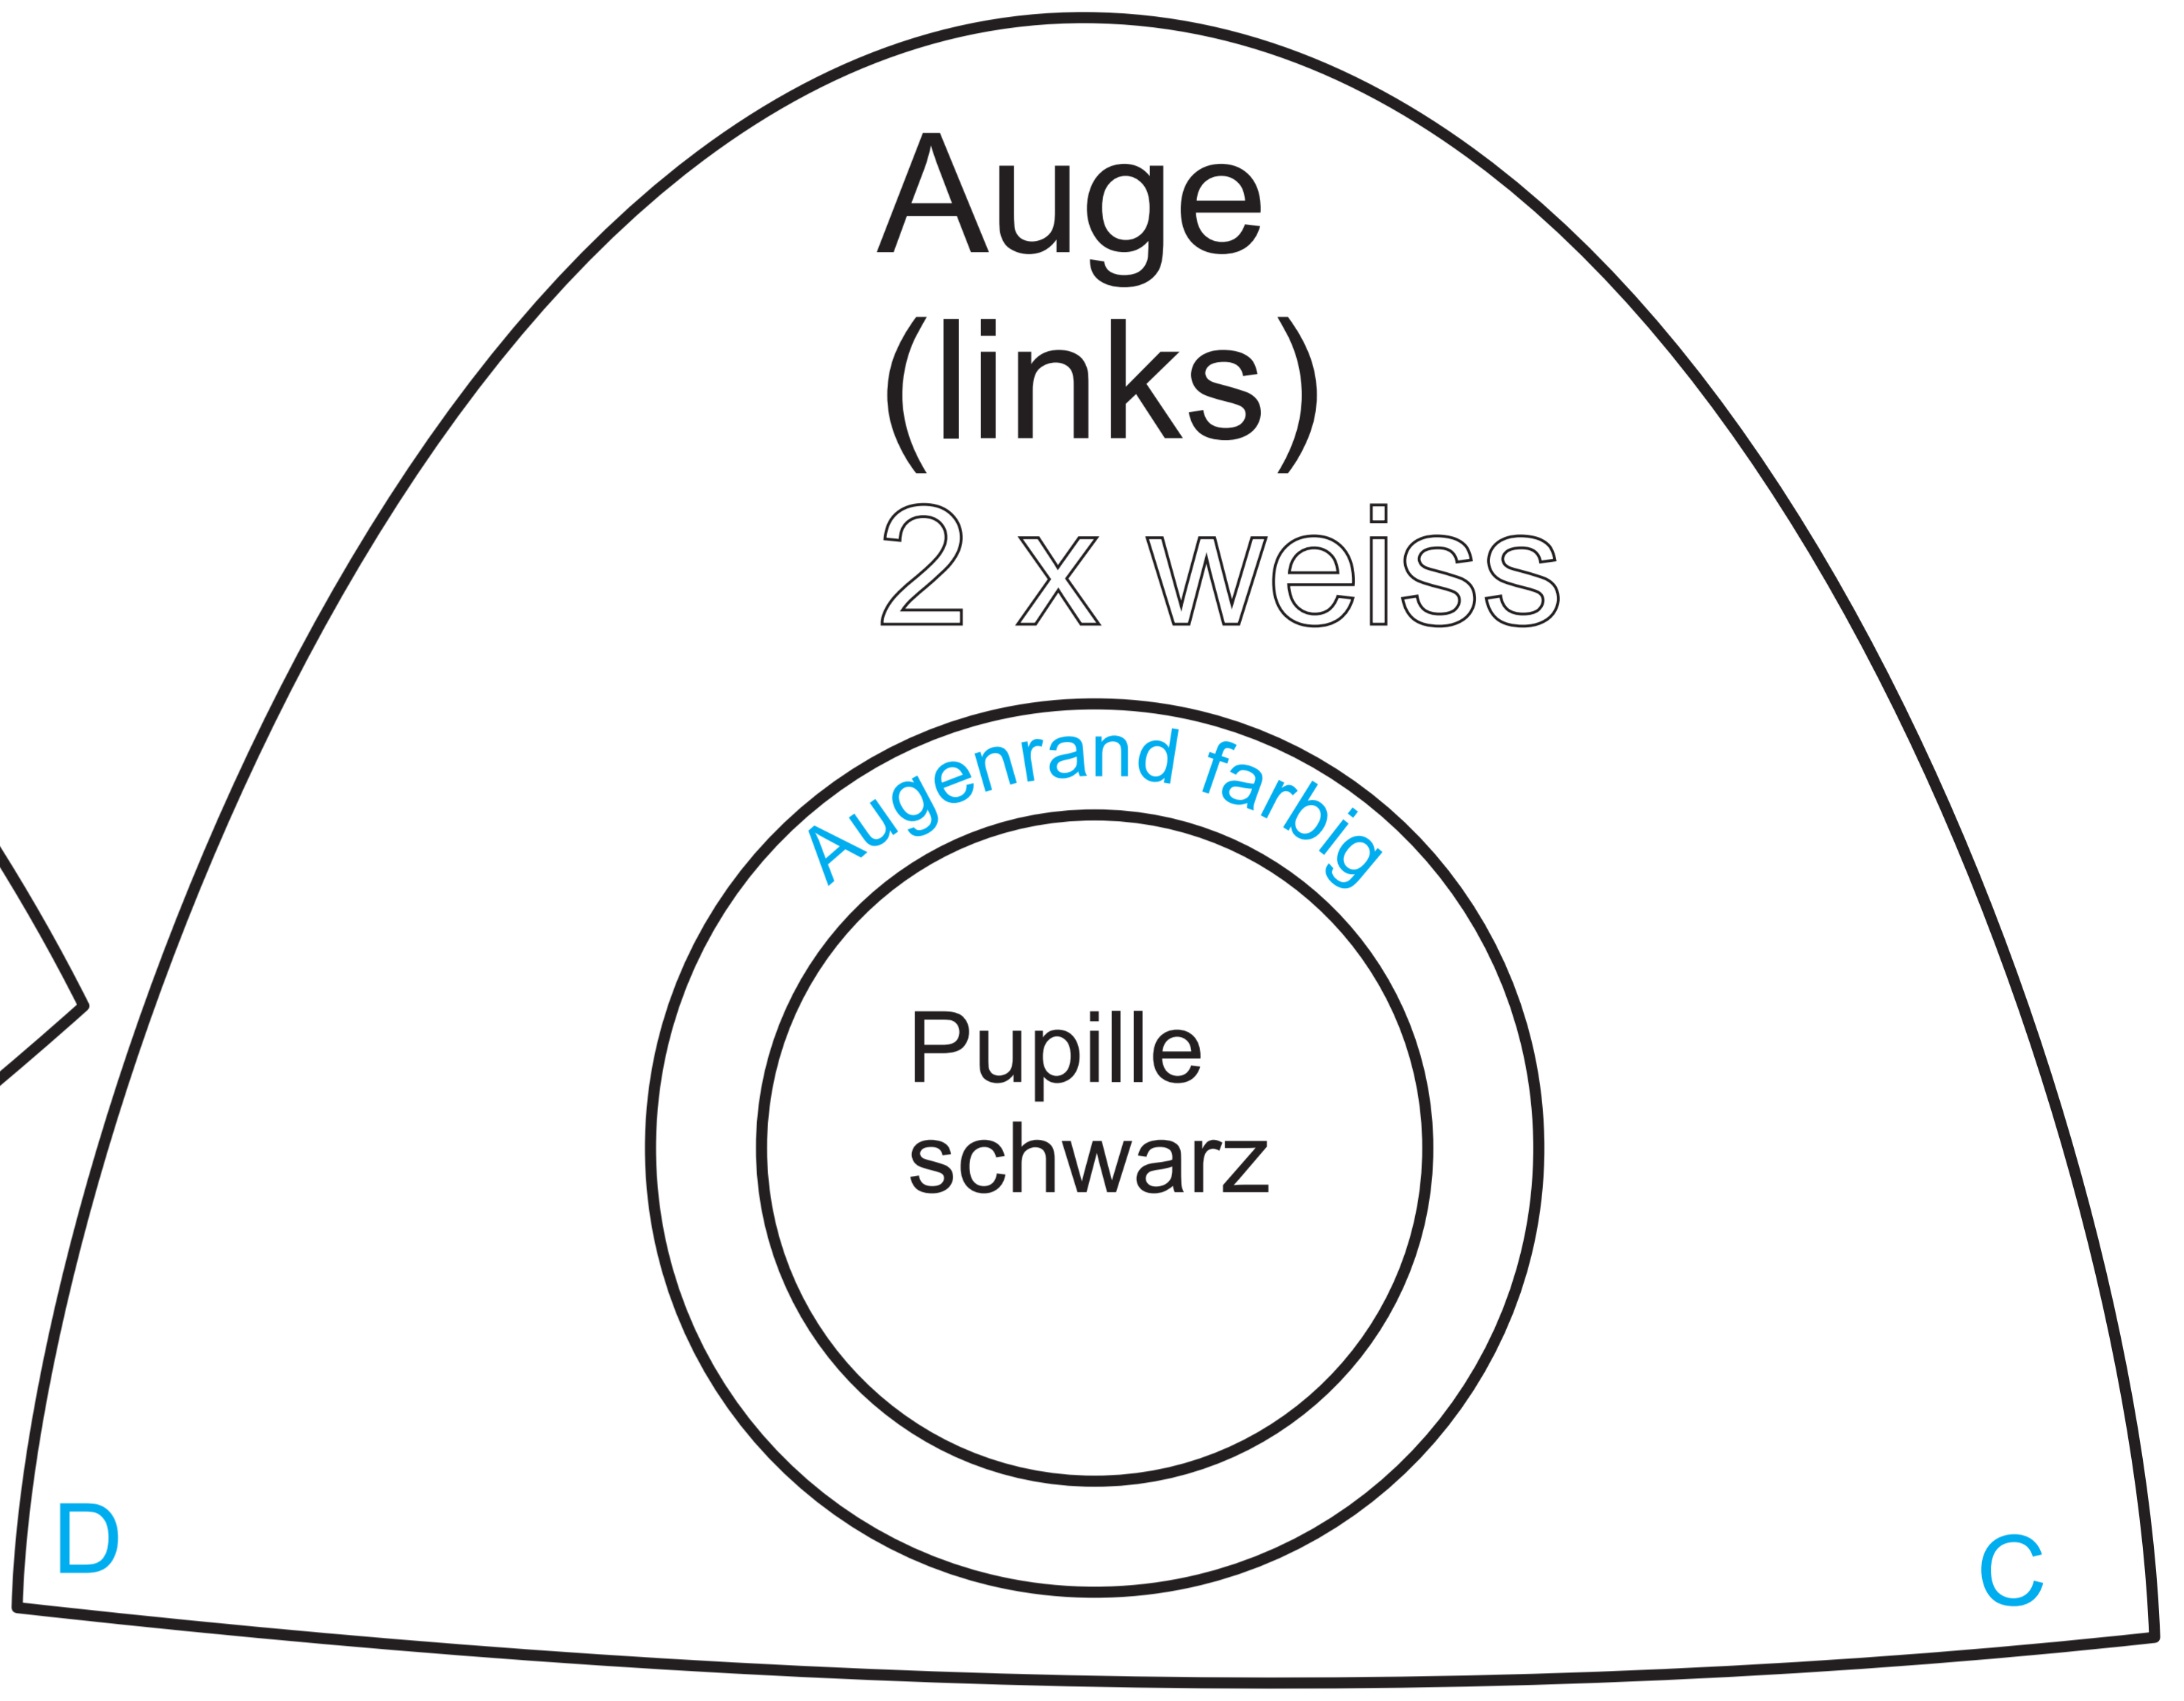 Auge
(links)
2 x weiss
Augenrand farbig
Pupille
schwarz
D
C